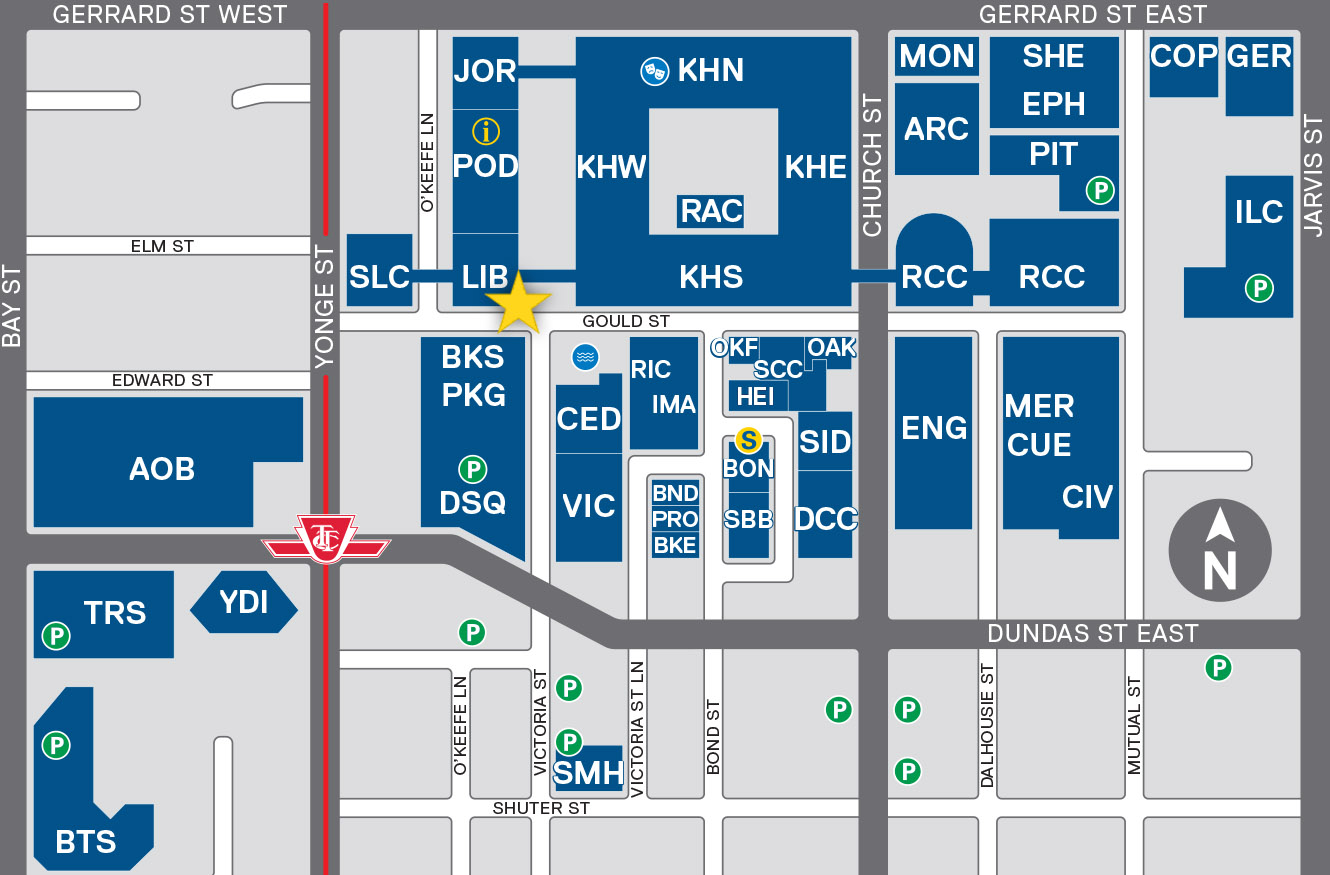 GERRARD ST WEST
GERRARD ST EAST
JOR
KHN
MON
SHE
COP
GER
EPH
ARC
O'KEEFE LN
i
POD
KHW
KHE
CHURCH ST
PIT
P
JARVIS ST
RAC
ILC
ELM ST
SLC
LIB
KHS
RCC
RCC
P
BAY ST
YONGE ST
GOULD ST
EDWARD ST
BKS
PKG
RIC
IMA
OKF
OAK
SCC
HEI
CED
ENG
MER
CUE
S
SID
AOB
P
BON
DSQ
VIC
BND
PRO
BKE
SBB
DCC
CIV
TTC
N
TRS
P
YDI
P
DUNDAS ST EAST
P
P
P
P
P
P
P
P
O'KEEFE LN
VICTORIA ST
VICTORIA ST LN
BOND ST
DALHOUSIE ST
MUTUAL ST
SMH
SHUTER ST
BTS